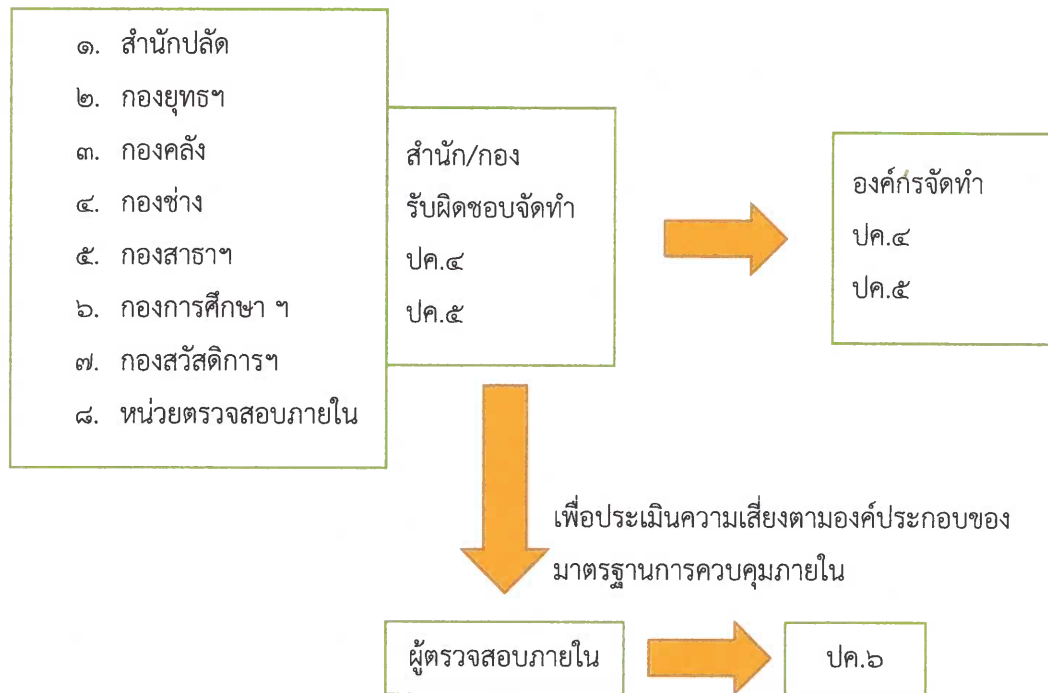 ๑. สำนักปลัด
๒. กองยุทธฯ
๓. กองคลัง
๔. กองช่าง
๕. กองสาธาฯ
๖. กองการศึกษา ฯ
๗. กองสวัสดิการฯ
๘. หน่วยตรวจสอบภายใน
สำนัก/กอง
รับผิดชอบจัดทำ
ปค.๔
ปค.๕
องค์กรจัดทำ
ปค.๔
ปค.๕
เพื่อประเมินความเสี่ยงตามองค์ประกอบของ
มาตรฐานการควบคุมภายใน
ผู้ตรวจสอบภายใน
ปค.๖